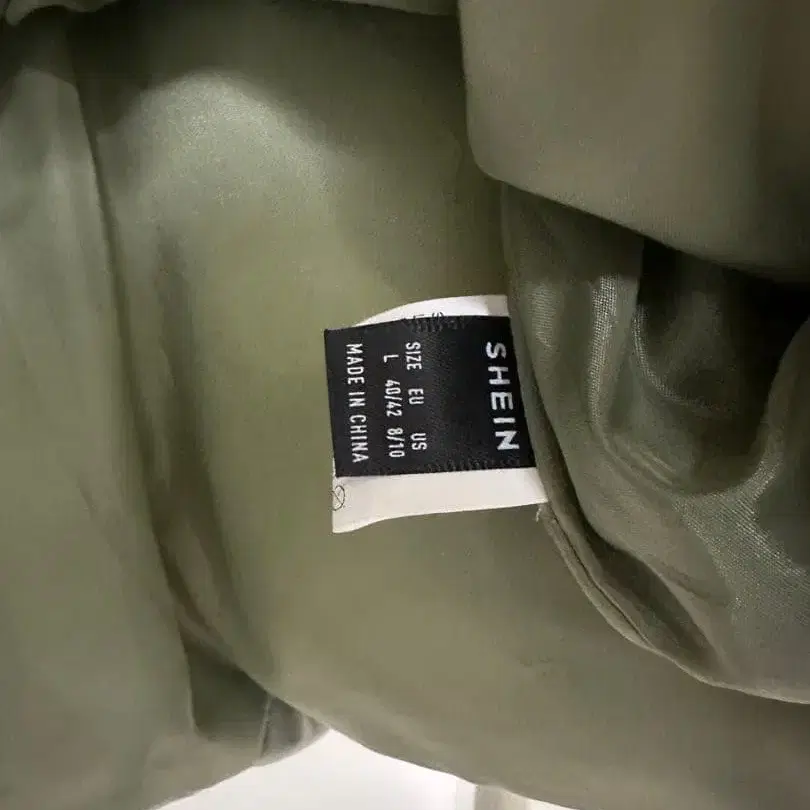 SHEIN
SIZE EU US
L 40/42 8/10
MADE IN CHINA